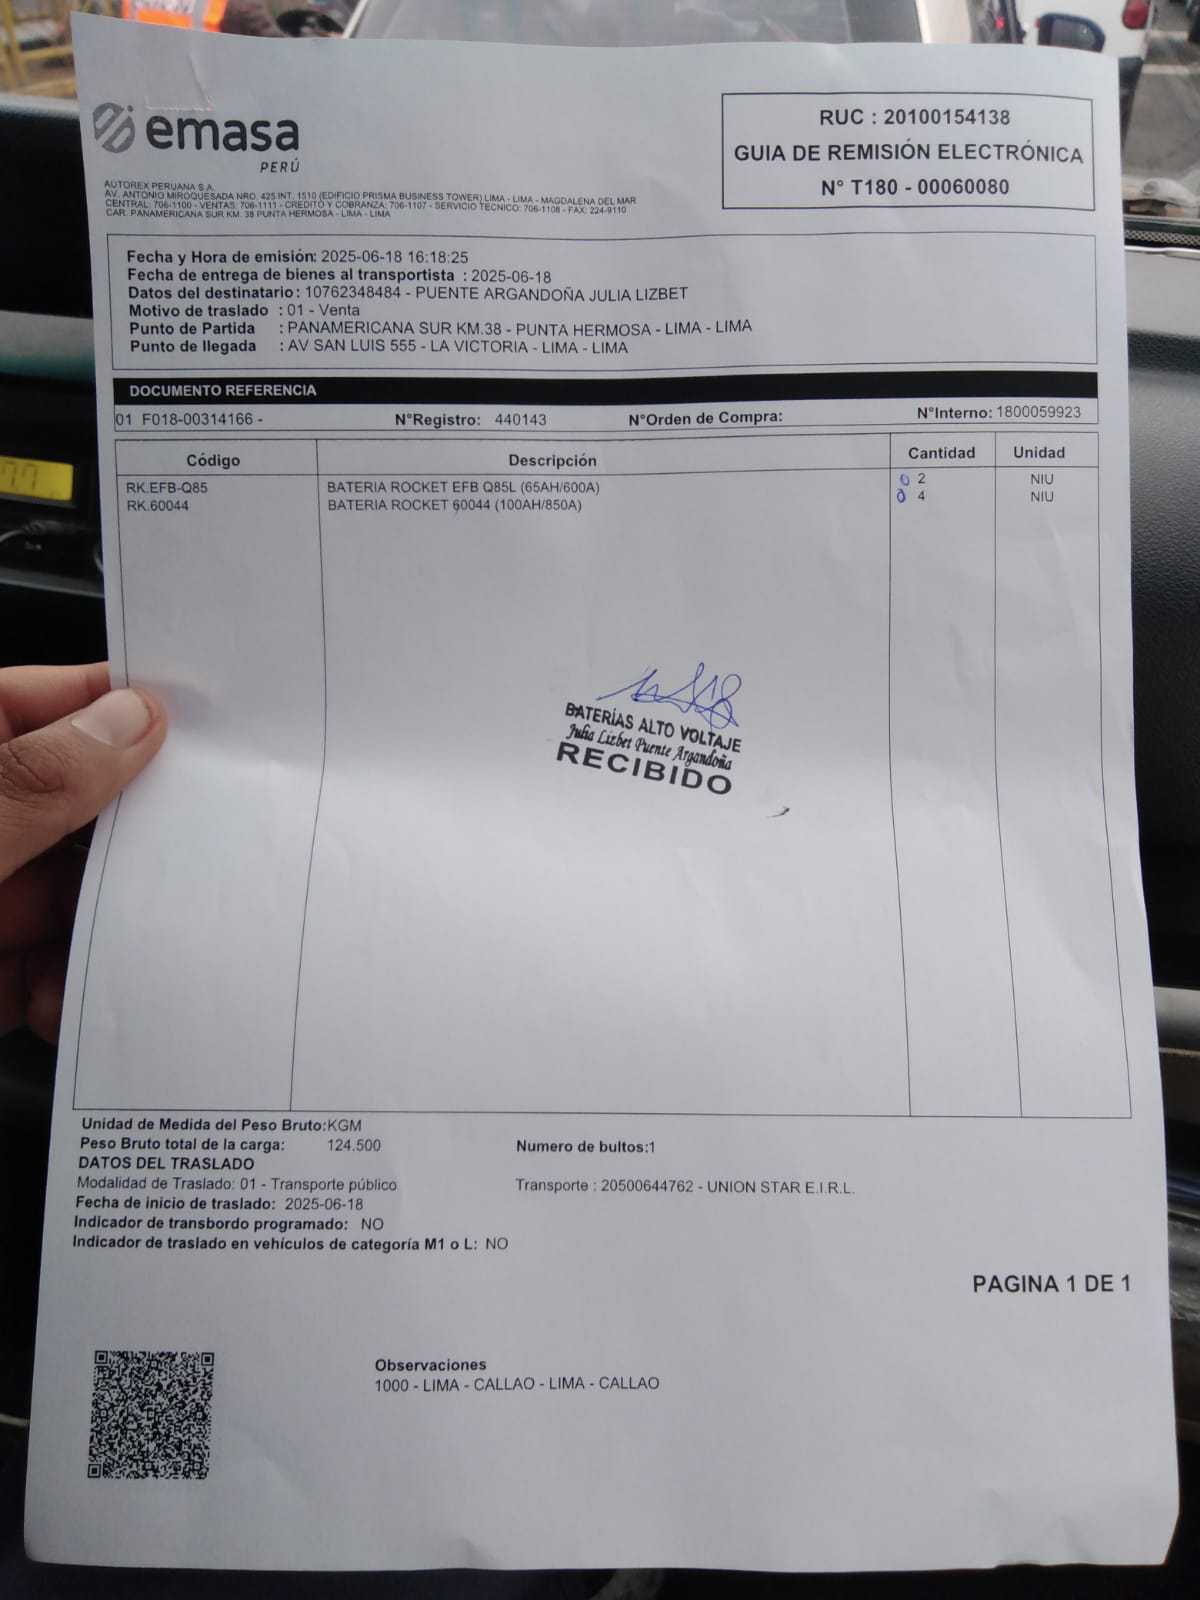 emasa
PERÚ
AUTOREX PERUANA S.A.
AV. ANTONIO MIROQUESADA NRO. 425 INT. 1510 (EDIFICIO PRISMA BUSINESS TOWER) LIMA - LIMA - MAGDALENA DEL MAR
CENTRAL: 706-1100 - VENTAS: 706-1111 - CREDITO Y COBRANZA: 706-1107 - SERVICIO TECNICO: 706-1108 - FAX: 224-9110
CAR. PANAMERICANA SUR KM. 38 PUNTA HERMOSA - LIMA - LIMA
RUC : 20100154138
GUIA DE REMISIÓN ELECTRÓNICA
N° T180 - 00060080
Fecha y Hora de emisión: 2025-06-18 16:18:25
Fecha de entrega de bienes al transportista : 2025-06-18
Datos del destinatario : 10762348484 - PUENTE ARGANDOÑA JULIA LIZBET
Motivo de traslado : 01 - Venta
Punto de Partida : PANAMERICANA SUR KM.38 - PUNTA HERMOSA - LIMA - LIMA
Punto de llegada : AV SAN LUIS 555 - LA VICTORIA - LIMA - LIMA
DOCUMENTO REFERENCIA
01 F018-00314166 - N°Registro: 440143 N°Orden de Compra: N°Interno: 1800059923
Código Descripción Cantidad Unidad
RK.EFB-Q85 BATERIA ROCKET EFB Q85L (65AH/600A) 2 NIU
RK.60044 BATERIA ROCKET 60044 (100AH/850A) 4 NIU
BATERÍAS ALTO VOLTAJE
Julia Lizbet Puente Argandoña
RECIBIDO
Unidad de Medida del Peso Bruto:KGM
Peso Bruto total de la carga: 124.500 Numero de bultos:1
DATOS DEL TRASLADO
Modalidad de Traslado: 01 - Transporte público Transporte : 20500644762 - UNION STAR E.I.R.L.
Fecha de inicio de traslado: 2025-06-18
Indicador de transbordo programado: NO
Indicador de traslado en vehículos de categoría M1 o L: NO
PAGINA 1 DE 1
Observaciones
1000 - LIMA - CALLAO - LIMA - CALLAO